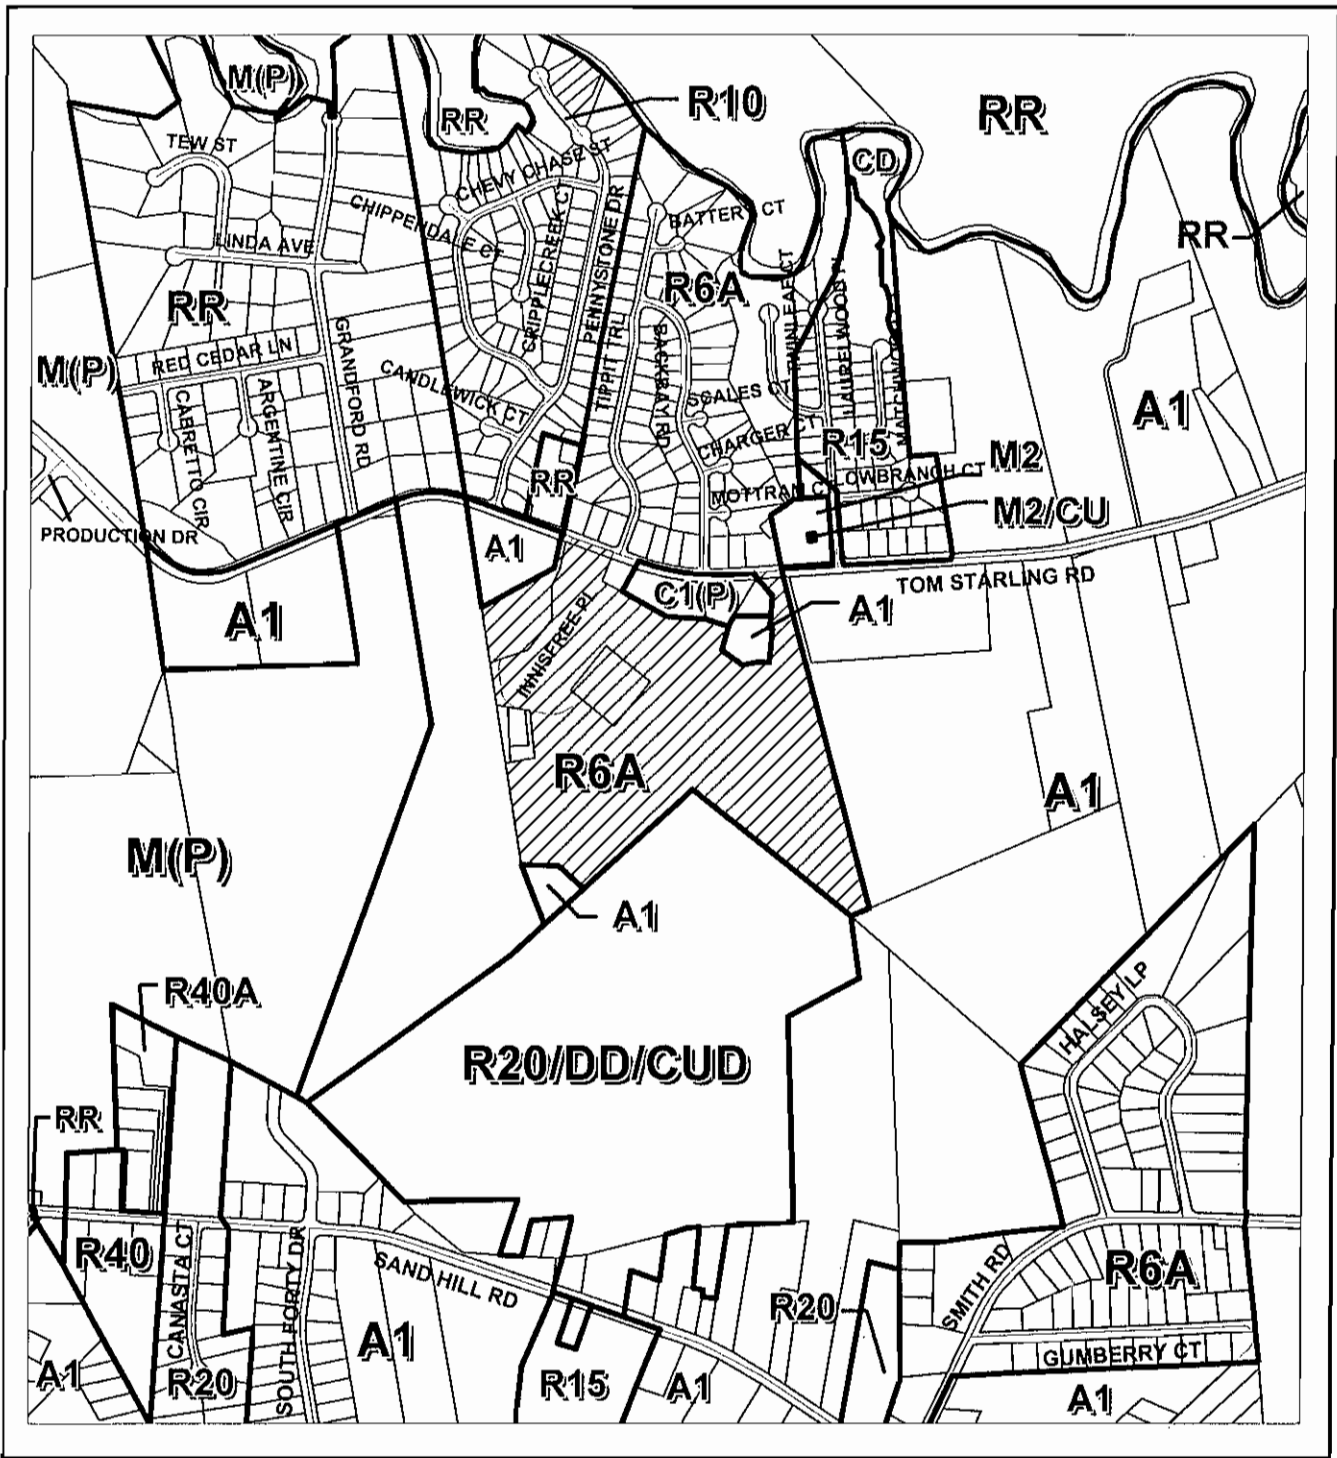 M(P)
RR
R10
RR
TEW ST
CHEVY CHASE ST
CD
CHIPPENDALE CT
CRIPPLECREEK CT
PENNYSTONE DR
BATTERY CT
LINDA AVE
RR
RR
R6A
TWINLEAF CT
GRANDFORD RD
TIPPIT TRL
BACKBAY RD
RED CEDAR LN
M(P)
CANDLEWICK CT
SCALES CT
A1
CABRETTO CIR
ARGENTINE CIR
CHARGER CT
R15
M2
RR
LOWBRANCH CT
M2/CU
PRODUCTION DR
A1
TOM STARLING RD
C1(P)
A1
A1
INNISFREE PL
R6A
A1
M(P)
A1
HALSEY LP
R40A
R20/DD/CUD
RR
R40
CANASTA CT
SOUTH FORTY DR
SAND HILL RD
SMITH RD
R6A
R20
A1
GUMBERRY CT
A1
R20
R15
A1
A1